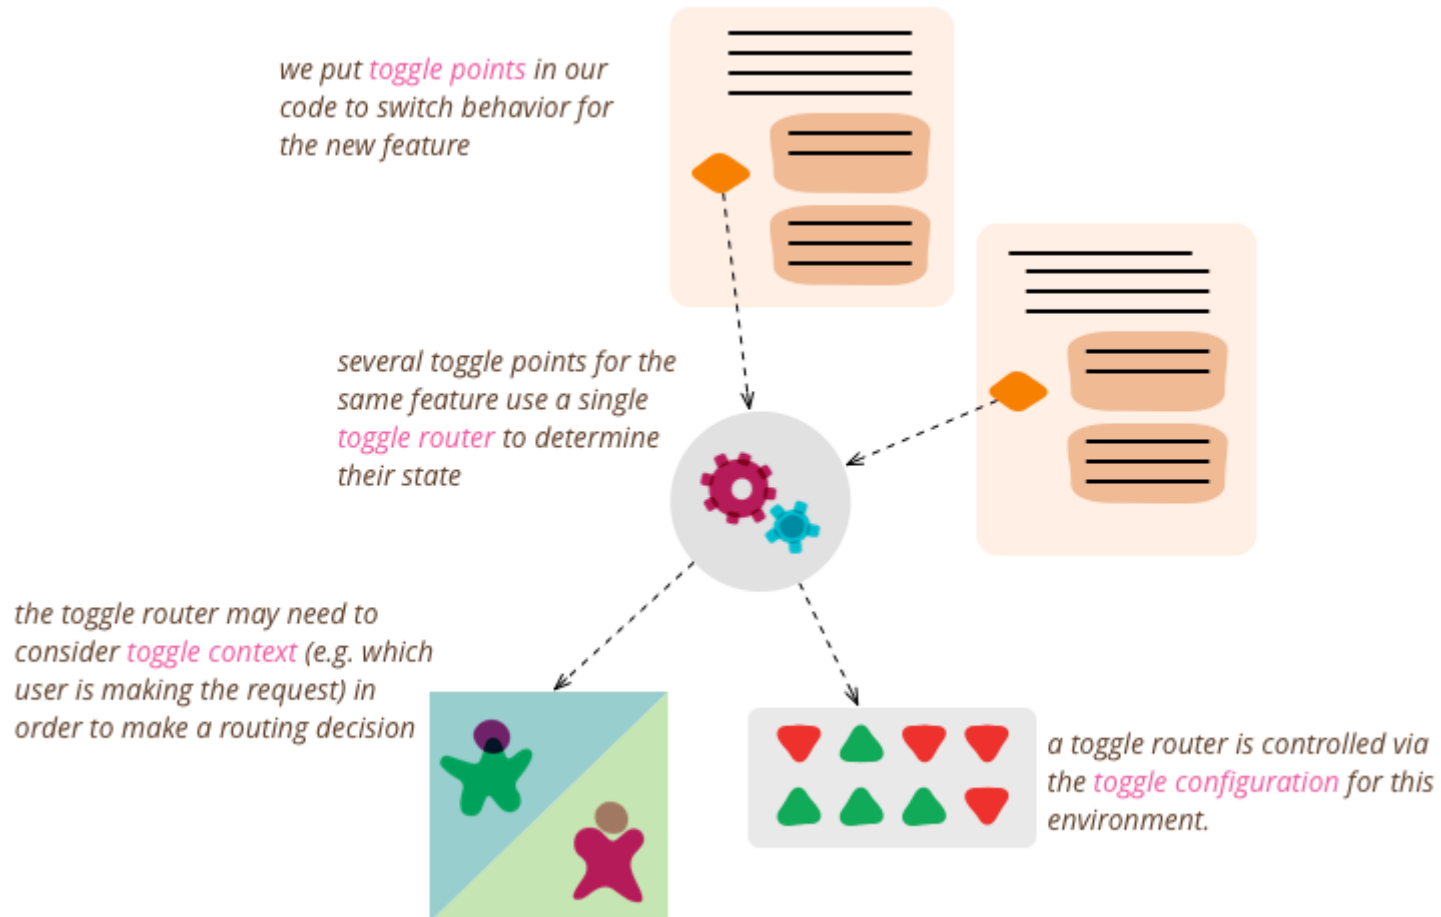 we put toggle points in our
code to switch behavior for
the new feature
several toggle points for the
same feature use a single
toggle router to determine
their state
the toggle router may need to
consider toggle context (e.g. which
user is making the request) in
order to make a routing decision
a toggle router is controlled via
the toggle configuration for this
environment.